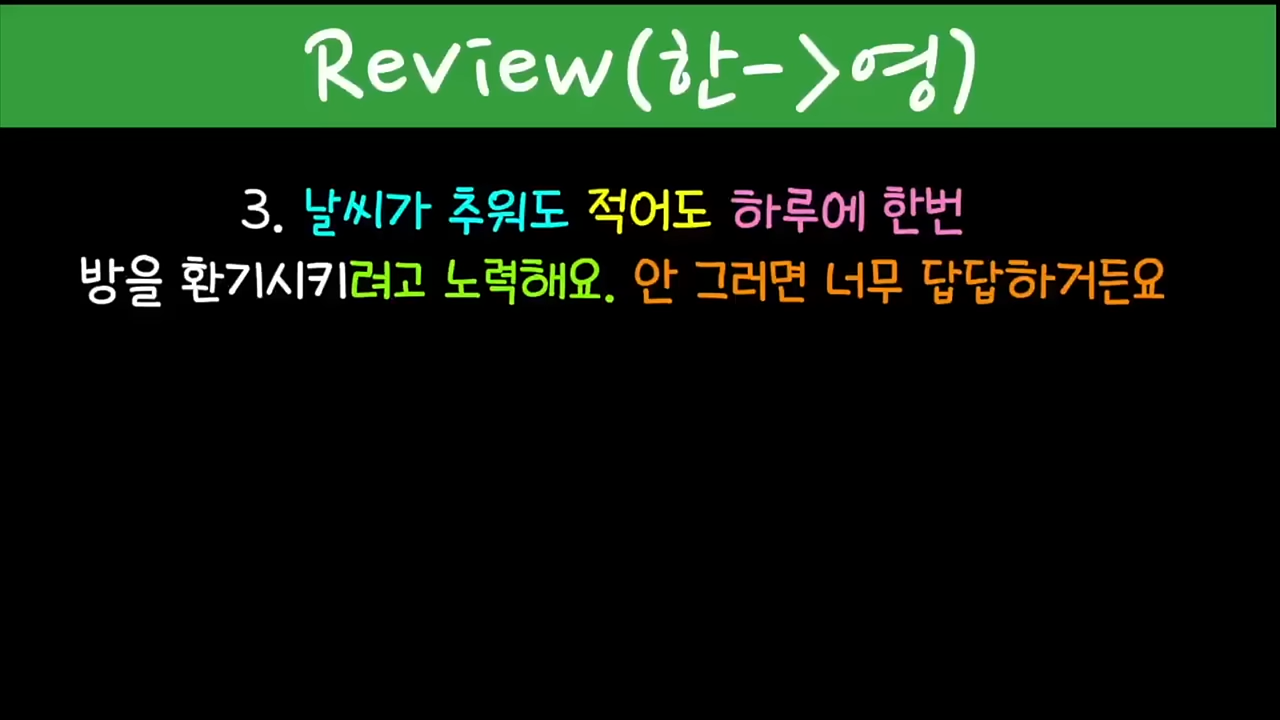 Review(한->영)
3. 날씨가 추워도 적어도 하루에 한번
방을 환기시키려고 노력해요. 안 그러면 너무 답답하거든요